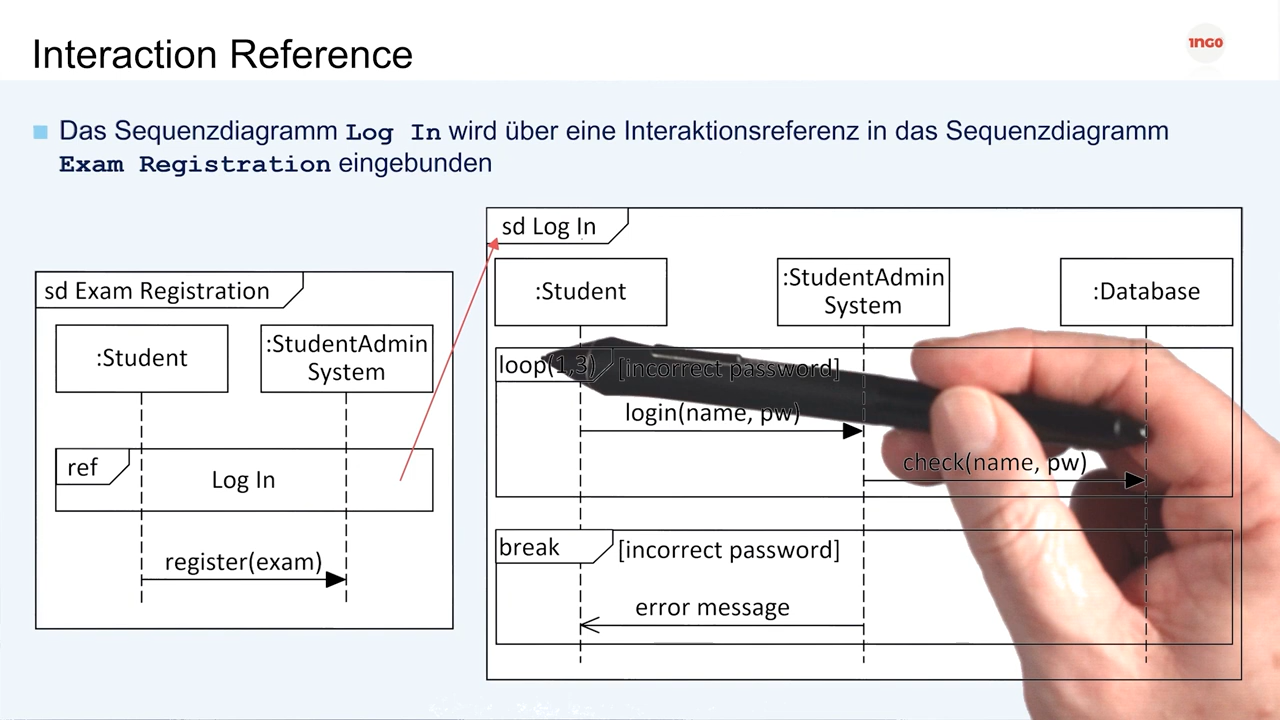 Interaction Reference
1NG0
Das Sequenzdiagramm Log In wird über eine Interaktionsreferenz in das Sequenzdiagramm
Exam Registration eingebunden
sd Exam Registration
:Student
:StudentAdmin
System
ref
Log In
register(exam)
sd Log In
:Student
:StudentAdmin
System
:Database
loop(1,3)
[incorrect password]
login(name, pw)
check(name, pw)
break
[incorrect password]
error message